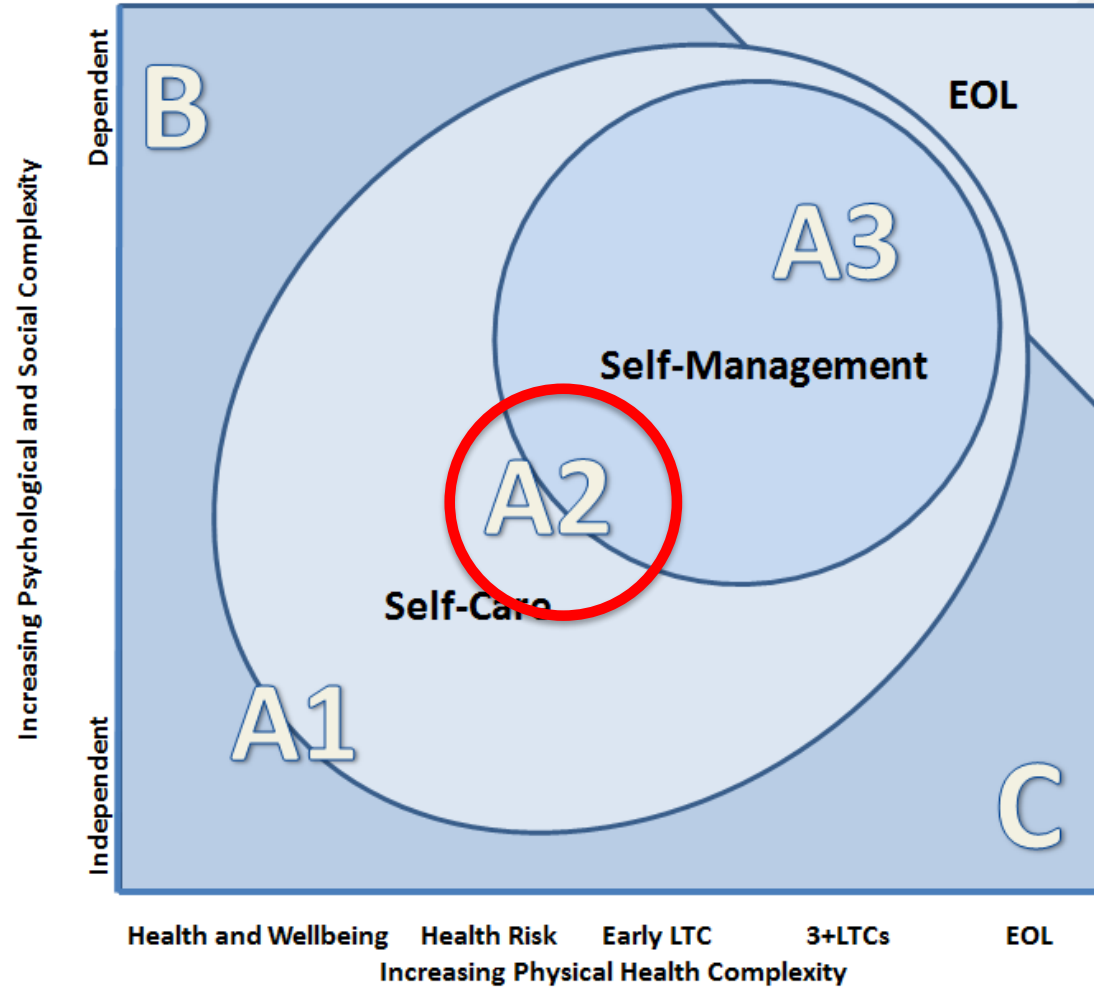 Increasing Psychological and Social Complexity
Dependent
Independent
B
EOL
A3
Self-Management
A2
Self-Care
A1
C
Health and Wellbeing Health Risk Early LTC 3+LTCs EOL
Increasing Physical Health Complexity